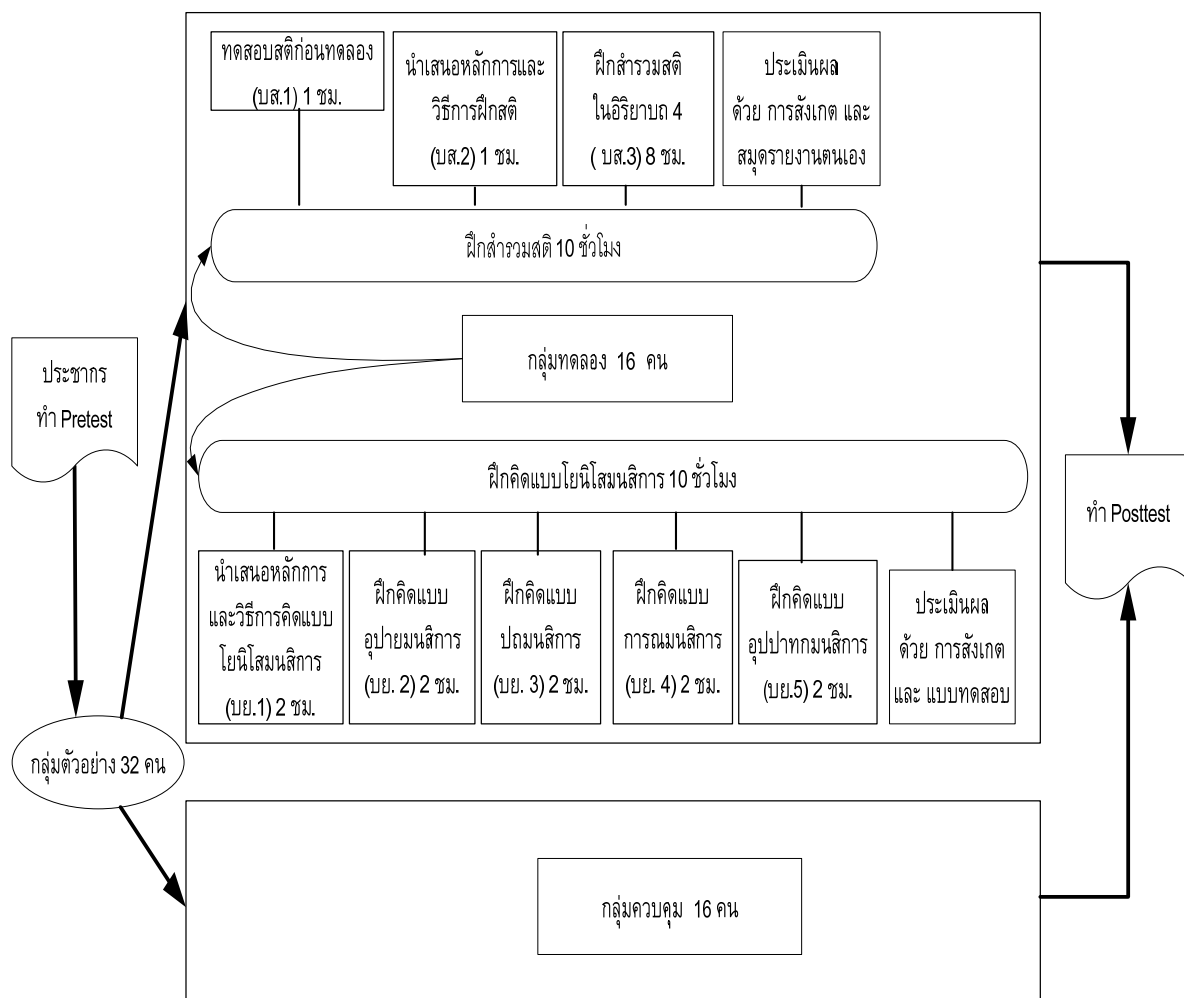 ทดสอบสติก่อนทดลอง
(บส.1) 1 ชม.
นำเสนอหลักการและ
วิธีการฝึกสติ
(บส.2) 1 ชม.
ฝึกสำรวมสติ
ในอิริยาบถ 4
( บส.3) 8 ชม.
ประเมินผล
ด้วย การสังเกต และ
สมุดรายงานตนเอง
ฝึกสำรวมสติ 10 ชั่วโมง
กลุ่มทดลอง 16 คน
ประชากร
ทำ Pretest
ฝึกคิดแบบโยนิโสมนสิการ 10 ชั่วโมง
ทำ Posttest
นำเสนอหลักการ
และวิธีการคิดแบบ
โยนิโสมนสิการ
(บย.1) 2 ชม.
ฝึกคิดแบบ
อุปายมนสิการ
(บย. 2) 2 ชม.
ฝึกคิดแบบ
ปถมนสิการ
(บย. 3) 2 ชม.
ฝึกคิดแบบ
การณมนสิการ
(บย. 4) 2 ชม.
ฝึกคิดแบบ
อุปปาทกมนสิการ
(บย.5) 2 ชม.
ประเมินผล
ด้วย การสังเกต
และ แบบทดสอบ
กลุ่มตัวอย่าง 32 คน
กลุ่มควบคุม 16 คน